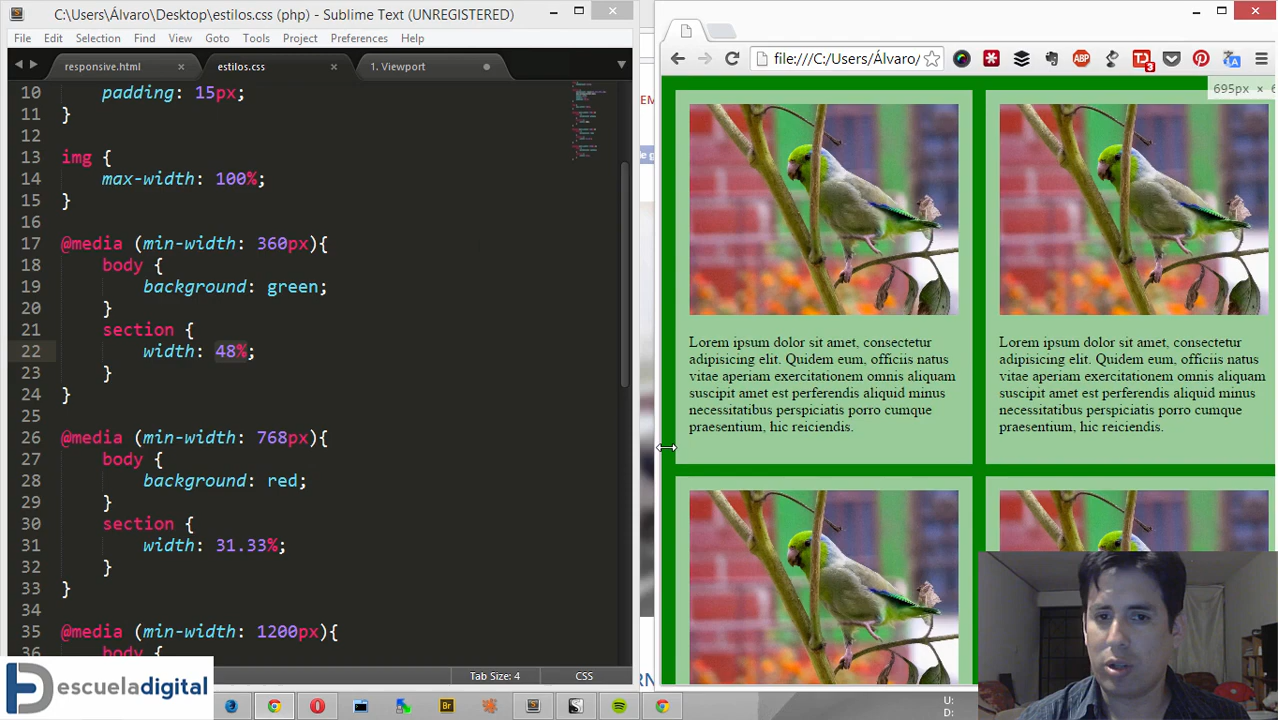 C:\Users\Álvaro\Desktop\estilos.css (php) - Sublime Text (UNREGISTERED)
File Edit Selection Find View Goto Tools Project Preferences Help
responsive.html × estilos.css × 1. Viewport
10 padding: 15px;
11 }
12
13 img {
14 max-width: 100%;
15 }
16
17 @media (min-width: 360px){
18 body {
19 background: green;
20 }
21 section {
22 width: 48%;
23 }
24 }
25
26 @media (min-width: 768px){
27 body {
28 background: red;
29 }
30 section {
31 width: 31.33%;
32 }
33 }
34
35 @media (min-width: 1200px){
body {
Tab Size: 4 CSS
escueladigital
Br
file:///C:/Users/Álvaro/
ABP
3
695px ×
Lorem ipsum dolor sit amet, consectetur
adipisicing elit. Quidem eum, officiis natus
vitae aperiam exercitationem omnis aliquam
suscipit amet est perferendis aliquid minus
necessitatibus perspiciatis porro cumque
praesentium, hic reiciendis.
Lorem ipsum dolor sit amet, consectetur
adipisicing elit. Quidem eum, officiis natus
vitae aperiam exercitationem omnis aliquam
suscipit amet est perferendis aliquid minus
necessitatibus perspiciatis porro cumque
praesentium, hic reiciendis.
U:
D: